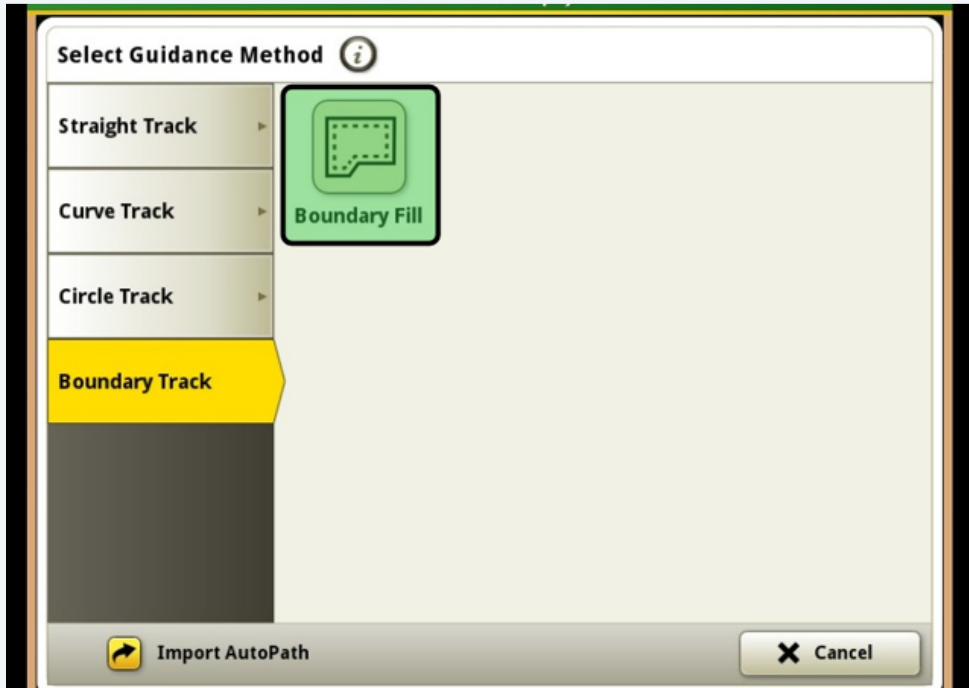 Select Guidance Method
Straight Track
Curve Track
Circle Track
Boundary Track
Boundary Fill
Import AutoPath
Cancel